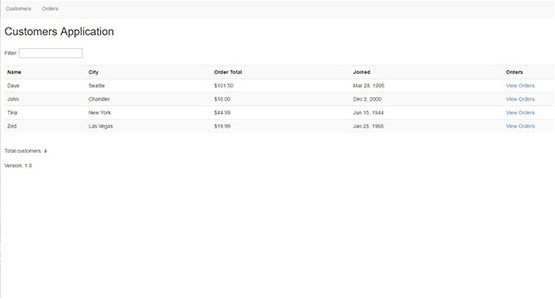 Customers Orders
Customers Application
Filter:
Name City Order Total Joined Orders
Dave Seattle $101.50 Mar 28, 1995 View Orders
John Chandler $10.00 Dec 2, 2000 View Orders
Tina New York $44.99 Jun 15, 1944 View Orders
Zed Las Vegas $19.99 Jan 25, 1965 View Orders
Total customers: 4
Version: 1.0